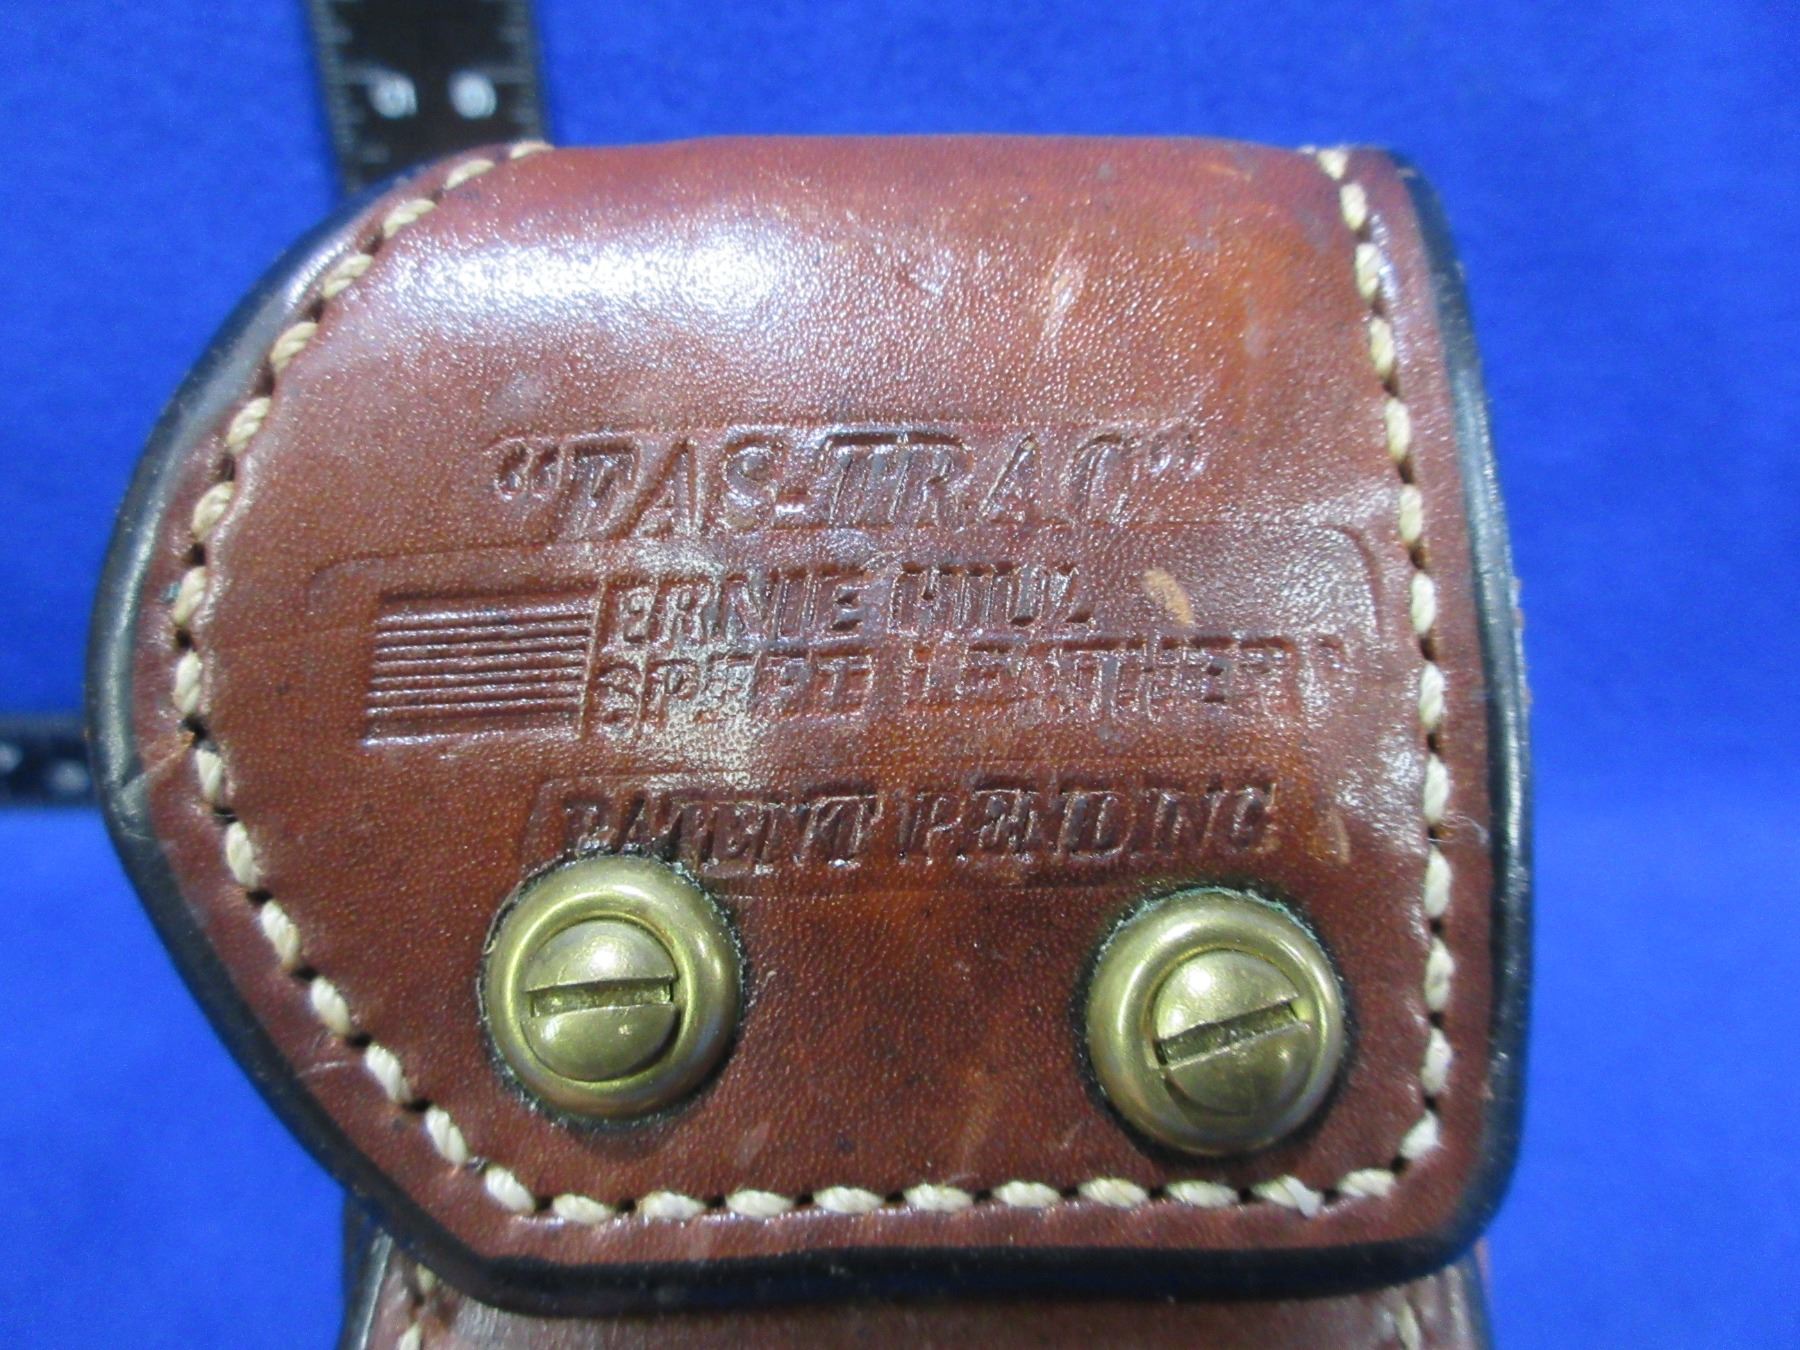 “FAS-TRAC”
ERNIE HILL
SPEED LEATHER
PATENT PENDING